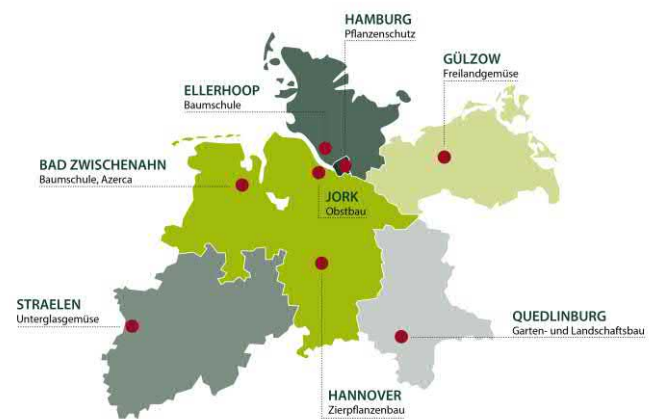 HAMBURG
Pflanzenschutz
GÜLZOW
Freilandgemüse
ELLERHOOP
Baumschule
BAD ZWISCHENAHN
Baumschule, Azerca
JORK
Obstbau
STRAELEN
Unterglasgemüse
QUEDLINBURG
Garten- und Landschaftsbau
HANNOVER
Zierpflanzenbau